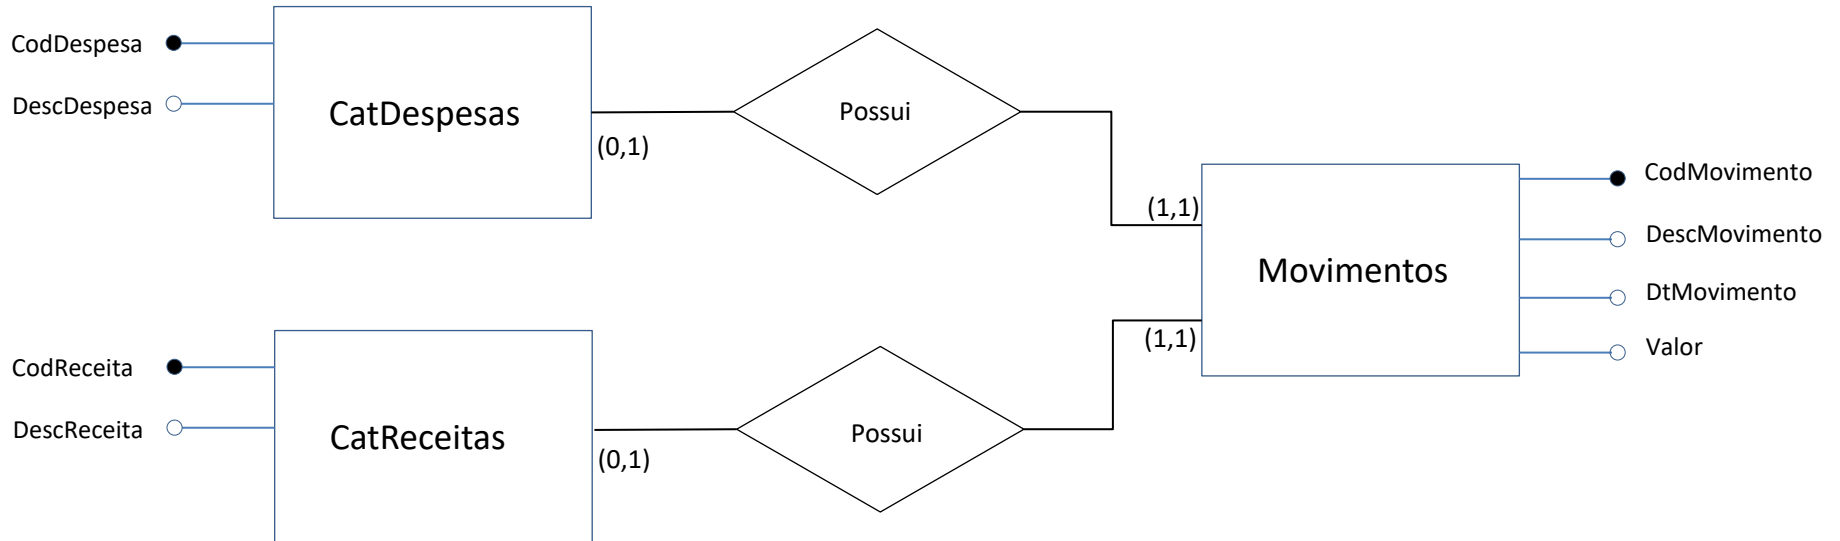 CodDespesa
DescDespesa
CatDespesas
(0,1)
Possui
(1,1)
Movimentos
CodMovimento
DescMovimento
DtMovimento
Valor
(1,1)
CodReceita
DescReceita
CatReceitas
(0,1)
Possui